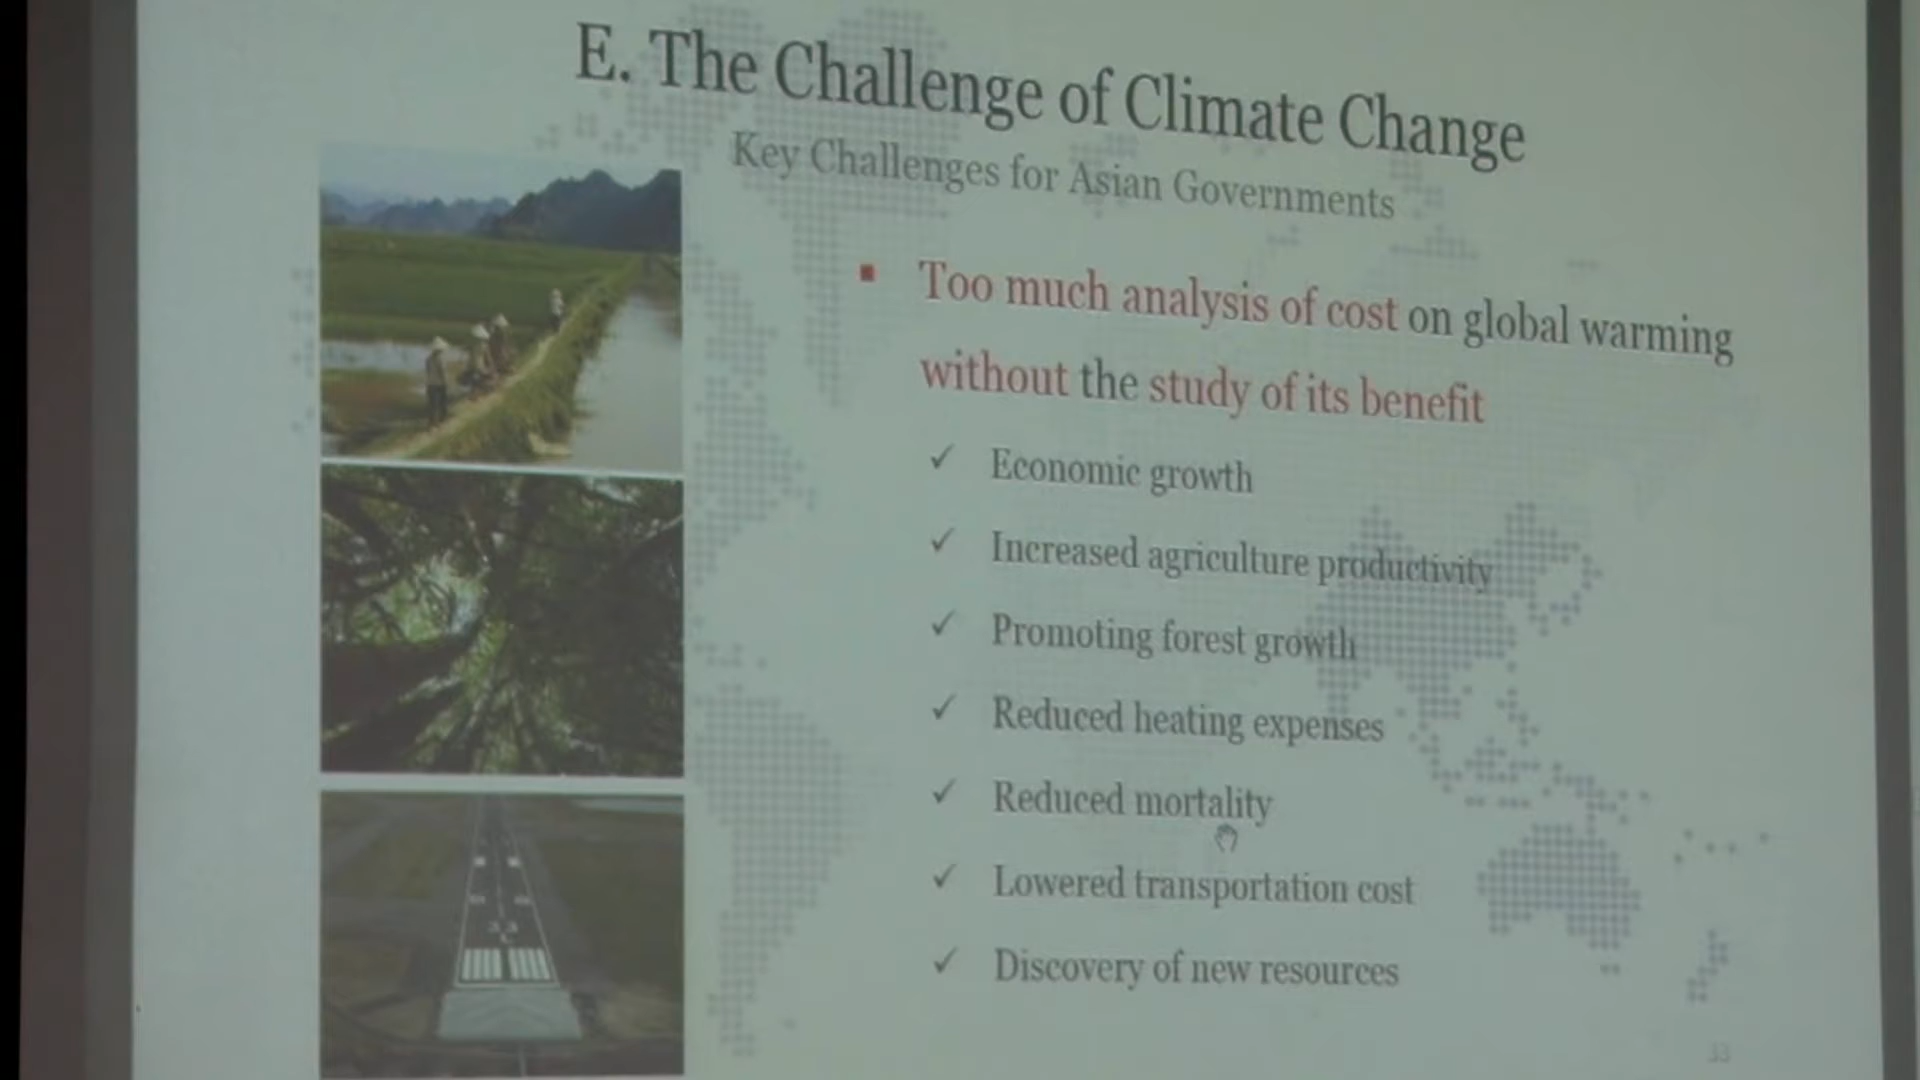 E. The Challenge of Climate Change
Key Challenges for Asian Governments
Too much analysis of cost on global warming
without the study of its benefit
Economic growth
Increased agriculture productivity
Promoting forest growth
Reduced heating expenses
Reduced mortality
Lowered transportation cost
Discovery of new resources
33